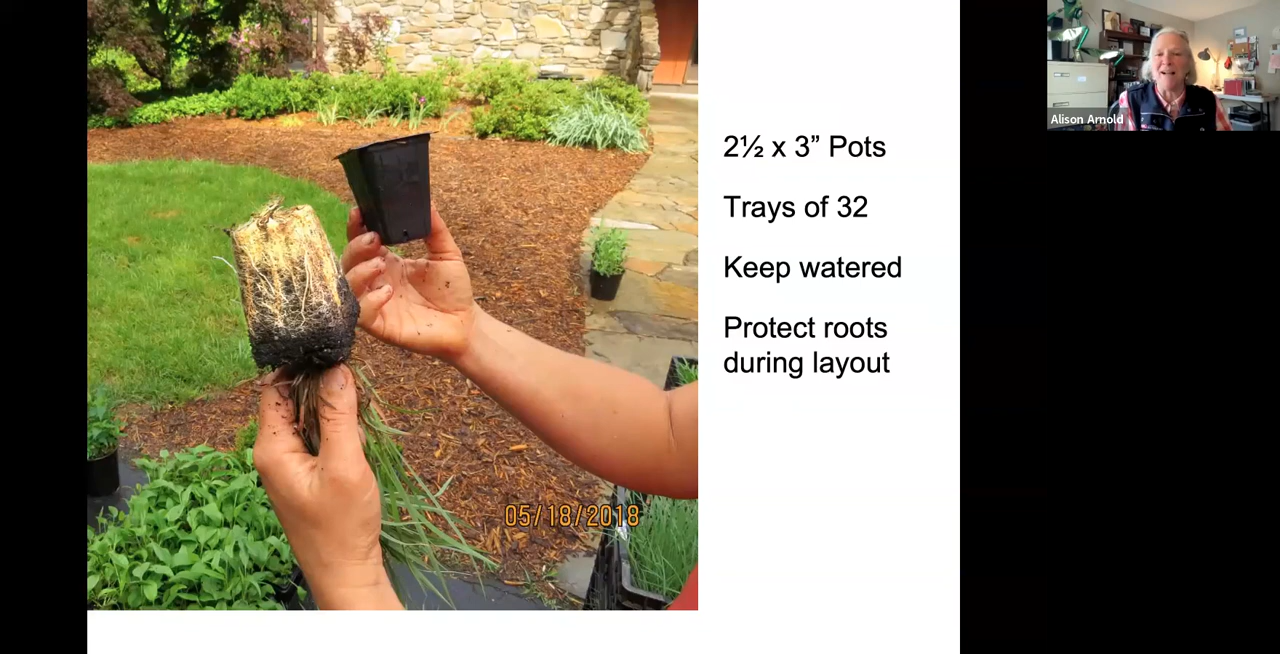 Alison Arnold
2½ x 3” Pots
Trays of 32
Keep watered
Protect roots
during layout
05/18/2018